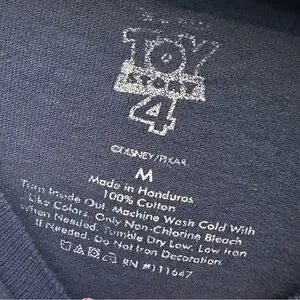 TOY
STORY
4
©DISNEY/PIXAR
M
Made in Honduras
100% Cotton
Turn Inside Out. Machine Wash Cold With
Like Colors. Only Non-Chlorine Bleach
When Needed. Tumble Dry Low. Low Iron
If Needed. Do Not Iron Decoration.
RN #111647